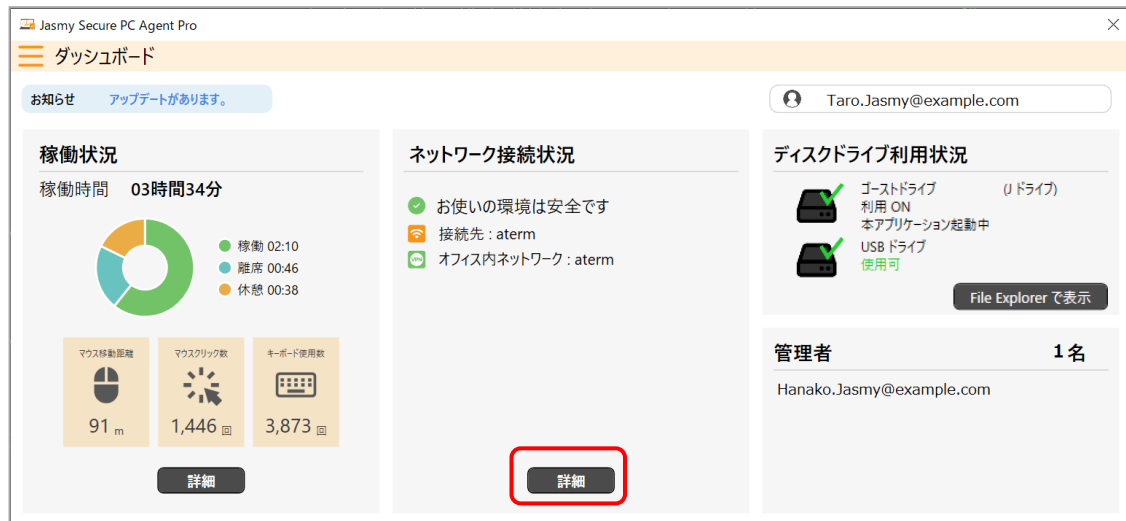 Jasmy Secure PC Agent Pro
ダッシュボード
お知らせ アップデートがあります。
Taro.Jasmy@example.com
稼働状況
稼働時間 03時間34分
稼働 02:10
離席 00:46
休憩 00:38
マウス移動距離
91 m
マウスクリック数
1,446 回
キーボード使用数
3,873 回
詳細
ネットワーク接続状況
お使いの環境は安全です
接続先 : aterm
VPN オフィス内ネットワーク : aterm
詳細
ディスクドライブ利用状況
ゴーストドライブ (J ドライブ)
利用 ON
本アプリケーション起動中
USB ドライブ
使用可
File Explorer で表示
管理者 1 名
Hanako.Jasmy@example.com